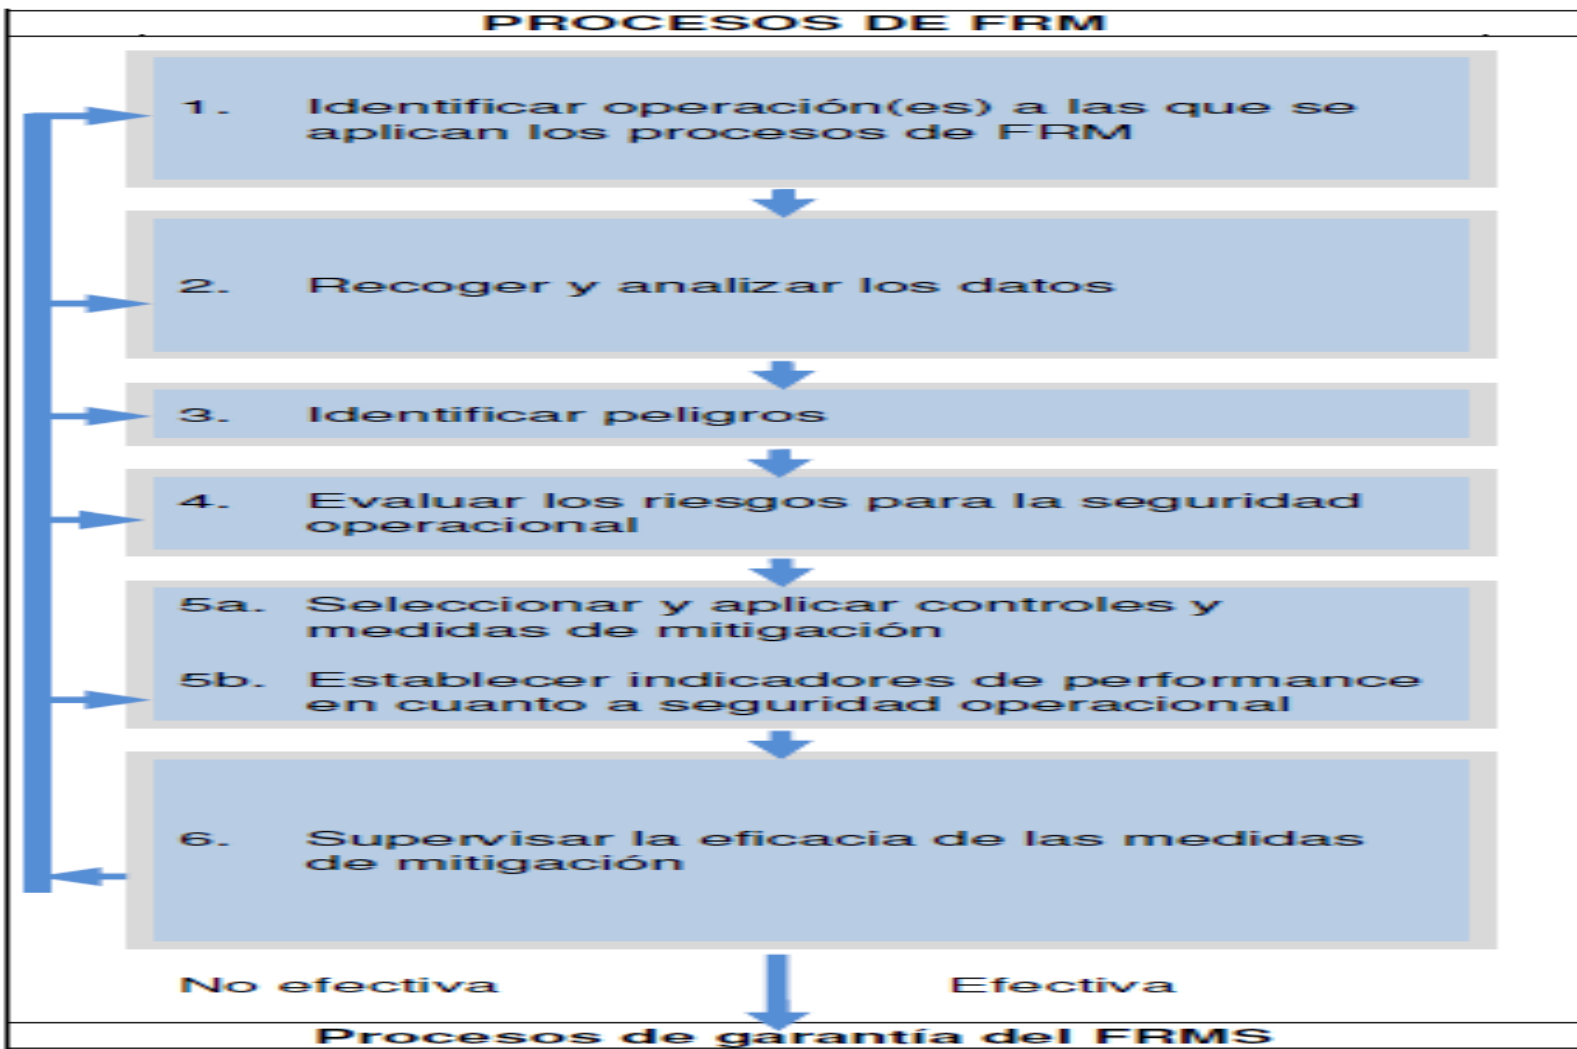 PROCESOS DE FRM
1. Identificar operación(es) a las que se
aplican los procesos de FRM
2. Recoger y analizar los datos
3. Identificar peligros
4. Evaluar los riesgos para la seguridad
operacional
5a. Seleccionar y aplicar controles y
medidas de mitigación
5b. Establecer indicadores de performance
en cuanto a seguridad operacional
6. Supervisar la eficacia de las medidas
de mitigación
No efectiva Efectiva
Procesos de garantía del FRMS